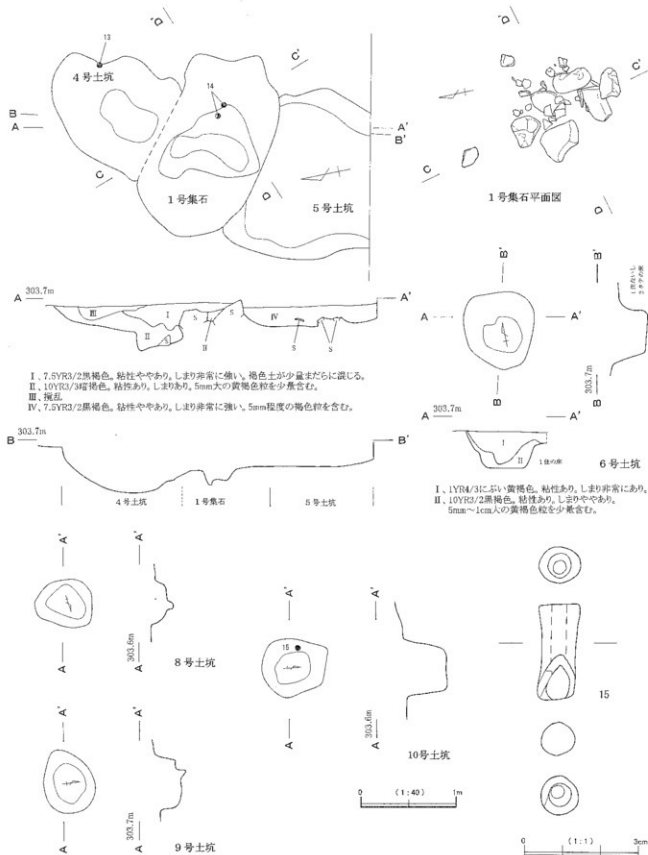 13
D'
4号土坑
C'
14
B
A
A'
B'
C
D
1号集石
5号土坑
D'
C'
C
1号集石平面図
D
A 303.7m A'
Ⅲ Ⅰ S S Ⅳ
Ⅱ S Ⅱ S S
Ⅰ、7.5YR3/2黒褐色。粘性ややあり。しまり非常に強い。褐色土が少量まだらに混じる。
Ⅱ、10YR3/3暗褐色。粘性あり。しまりあり。5mm大の黄褐色粒を少量含む。
Ⅲ、撹乱
Ⅳ、7.5YR3/2黒褐色。粘性ややあり。しまり非常に強い。5mm程度の褐色粒を含む。
B 303.7m B'
4号土坑 1号集石 5号土坑
B' B'
A A'
B B
303.7m
A 303.7m A'
Ⅰ
Ⅱ
1住の床
6号土坑
Ⅰ、1YR4/3にぶい黄褐色。粘性あり。しまり非常にあり。
Ⅱ、10YR3/2黒褐色。粘性あり。しまりややあり。
5mm~1cm大の黄褐色粒を少量含む。
A' A'
A A
303.6m
8号土坑
A' A'
15
A A
303.6m
10号土坑
A' A'
A A
303.7m
9号土坑
0 (1:40) 1m
15
0 (1:1) 3cm